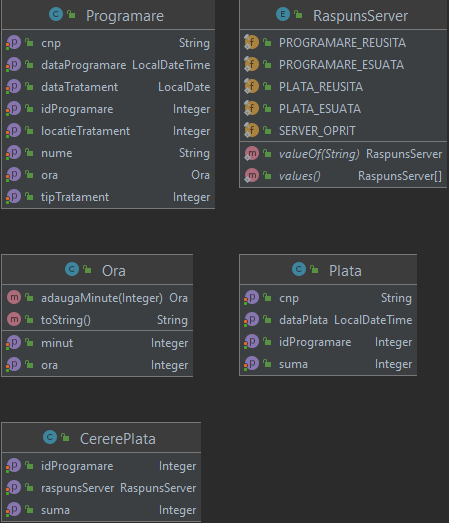 Programare
cnp String
dataProgramare LocalDateTime
dataTratament LocalDate
idProgramare Integer
locatieTratament Integer
nume String
ora Ora
tipTratament Integer
RaspunsServer
PROGRAMARE_REUSITA
PROGRAMARE_ESUATA
PLATA_REUSITA
PLATA_ESUATA
SERVER_OPRIT
valueOf(String) RaspunsServer
values() RaspunsServer[]
Ora
adaugaMinute(Integer) Ora
toString() String
minut Integer
ora Integer
Plata
cnp String
dataPlata LocalDateTime
idProgramare Integer
suma Integer
CererePlata
idProgramare Integer
raspunsServer RaspunsServer
suma Integer